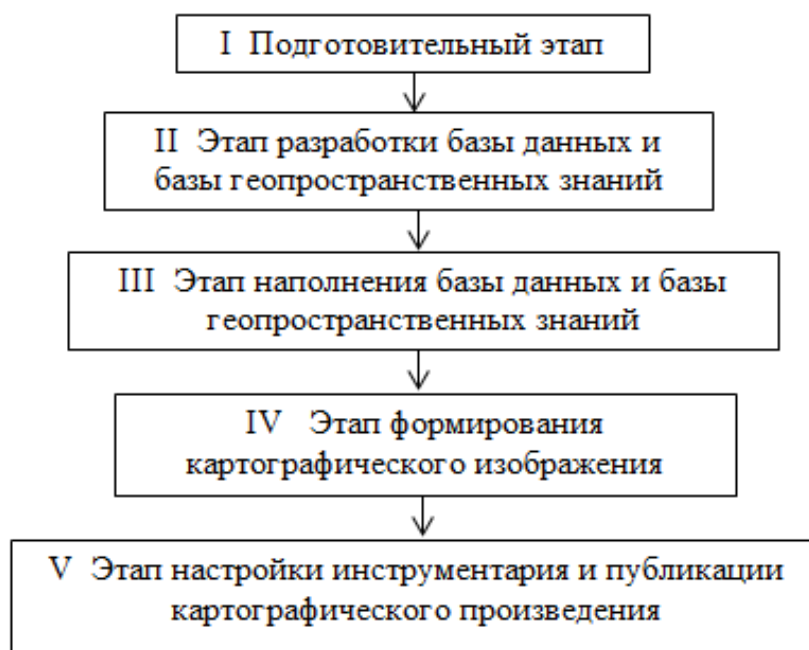 I Подготовительный этап
II Этап разработки базы данных и
базы геопространственных знаний
III Этап наполнения базы данных и базы
геопространственных знаний
IV Этап формирования
картографического изображения
V Этап настройки инструментария и публикации
картографического произведения